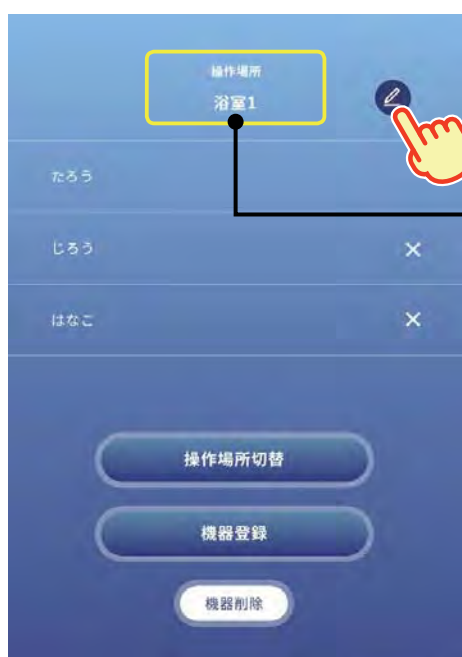 操作場所
浴室1
たろう
じろう
はなこ
操作場所切替
機器登録
機器削除